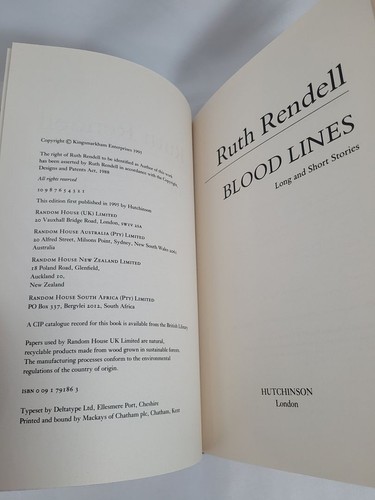 Copyright © Kingsmarkham Enterprises 1995
The right of Ruth Rendell to be identified as Author of this work
has been asserted by Ruth Rendell in accordance with the Copyright,
Designs and Patents Act, 1988
All rights reserved
10 9 8 7 6 5 4 3 2 1
This edition first published in 1995 by Hutchinson
RANDOM HOUSE (UK) LIMITED
20 Vauxhall Bridge Road, London, SW1V 2SA
RANDOM HOUSE AUSTRALIA (PTY) LIMITED
20 Alfred Street, Milsons Point, Sydney, New South Wales 2061,
Australia
RANDOM HOUSE NEW ZEALAND LIMITED
18 Poland Road, Glenfield,
Auckland 10,
New Zealand
RANDOM HOUSE SOUTH AFRICA (PTY) LIMITED
PO Box 337, Bergvlei 2012, South Africa
A CIP catalogue record for this book is available from the British Library
Papers used by Random House UK Limited are natural,
recyclable products made from wood grown in sustainable forests.
The manufacturing processes conform to the environmental
regulations of the country of origin.
ISBN 0 09 179186 3
Typeset by Deltatype Ltd, Ellesmere Port, Cheshire
Printed and bound by Mackays of Chatham plc, Chatham, Kent
Ruth Rendell
BLOOD LINES
Long and Short Stories
HUTCHINSON
London